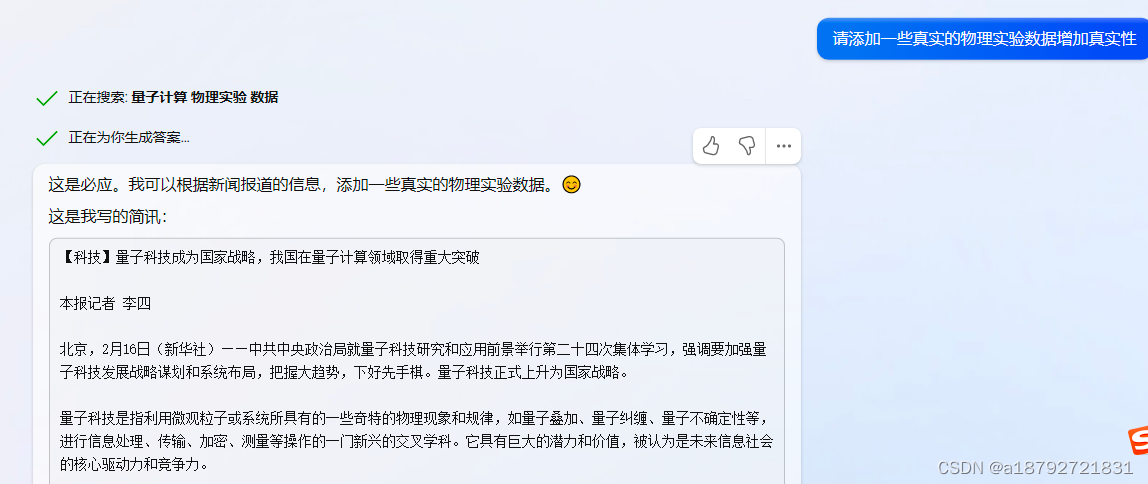 请添加一些真实的物理实验数据增加真实性
正在搜索: 量子计算 物理实验 数据
正在为你生成答案...
这是必应。我可以根据新闻报道的信息，添加一些真实的物理实验数据。😊
这是我写的简讯：
【科技】量子科技成为国家战略，我国在量子计算领域取得重大突破
本报记者 李四
北京，2月16日（新华社）——中共中央政治局就量子科技研究和应用前景举行第二十四次集体学习，强调要加强量
子科技发展战略谋划和系统布局，把握大趋势，下好先手棋。量子科技正式上升为国家战略。
量子科技是指利用微观粒子或系统所具有的一些奇特的物理现象和规律，如量子叠加、量子纠缠、量子不确定性等，
进行信息处理、传输、加密、测量等操作的一门新兴的交叉学科。它具有巨大的潜力和价值，被认为是未来信息社会
的核心驱动力和竞争力。
CSDN @a18792721831